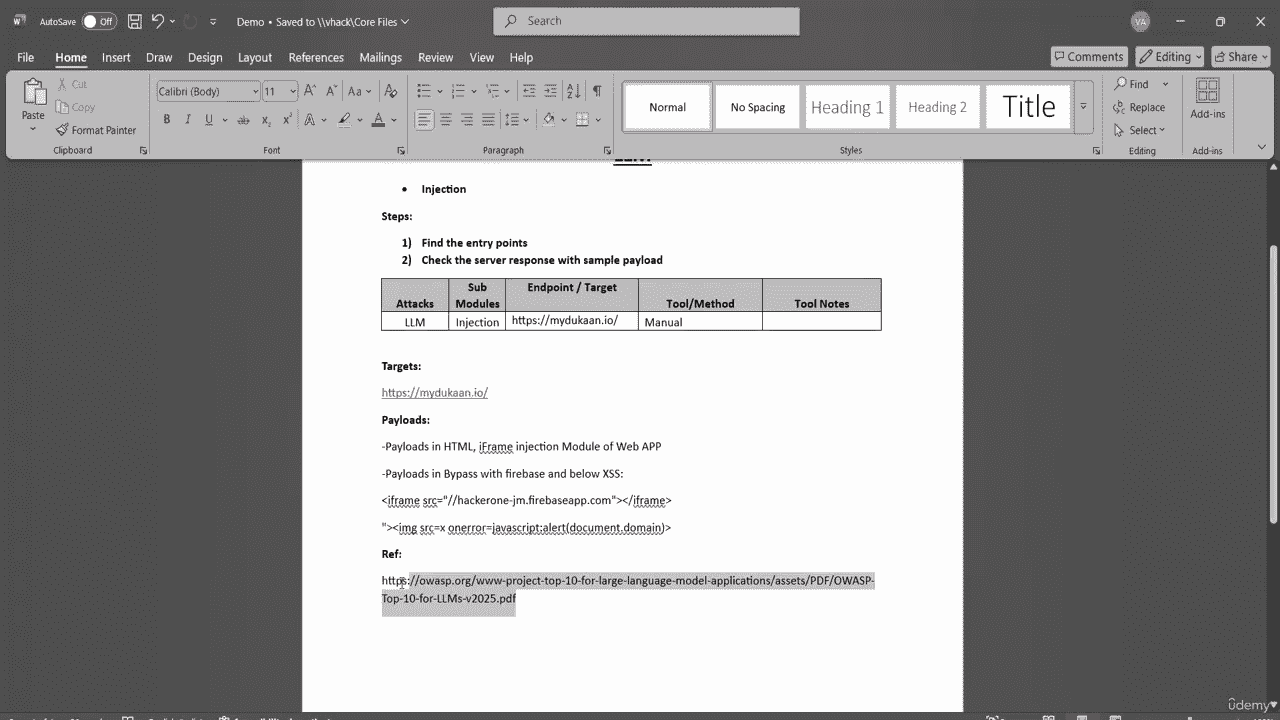 AutoSave Off Demo • Saved to \\vhack\Core Files Search VA
File Home Insert Draw Design Layout References Mailings Review View Help Comments Editing Share
Paste Cut Copy Format Painter Clipboard
Calibri (Body) 11 Font
Paragraph
Normal No Spacing Heading 1 Heading 2 Title Styles
Find Replace Select Editing
Add-ins Add-ins
• Injection
Steps:
1) Find the entry points
2) Check the server response with sample payload
Attacks Sub Modules Endpoint / Target Tool/Method Tool Notes
LLM Injection https://mydukaan.io/ Manual
Targets:
https://mydukaan.io/
Payloads:
-Payloads in HTML, iFrame injection Module of Web APP
-Payloads in Bypass with firebase and below XSS:
<iframe src="//hackerone-jm.firebaseapp.com"></iframe>
"><img src=x onerror=javascript:alert(document.domain)>
Ref:
https://owasp.org/www-project-top-10-for-large-language-model-applications/assets/PDF/OWASP-
Top-10-for-LLMs-v2025.pdf
Udemy